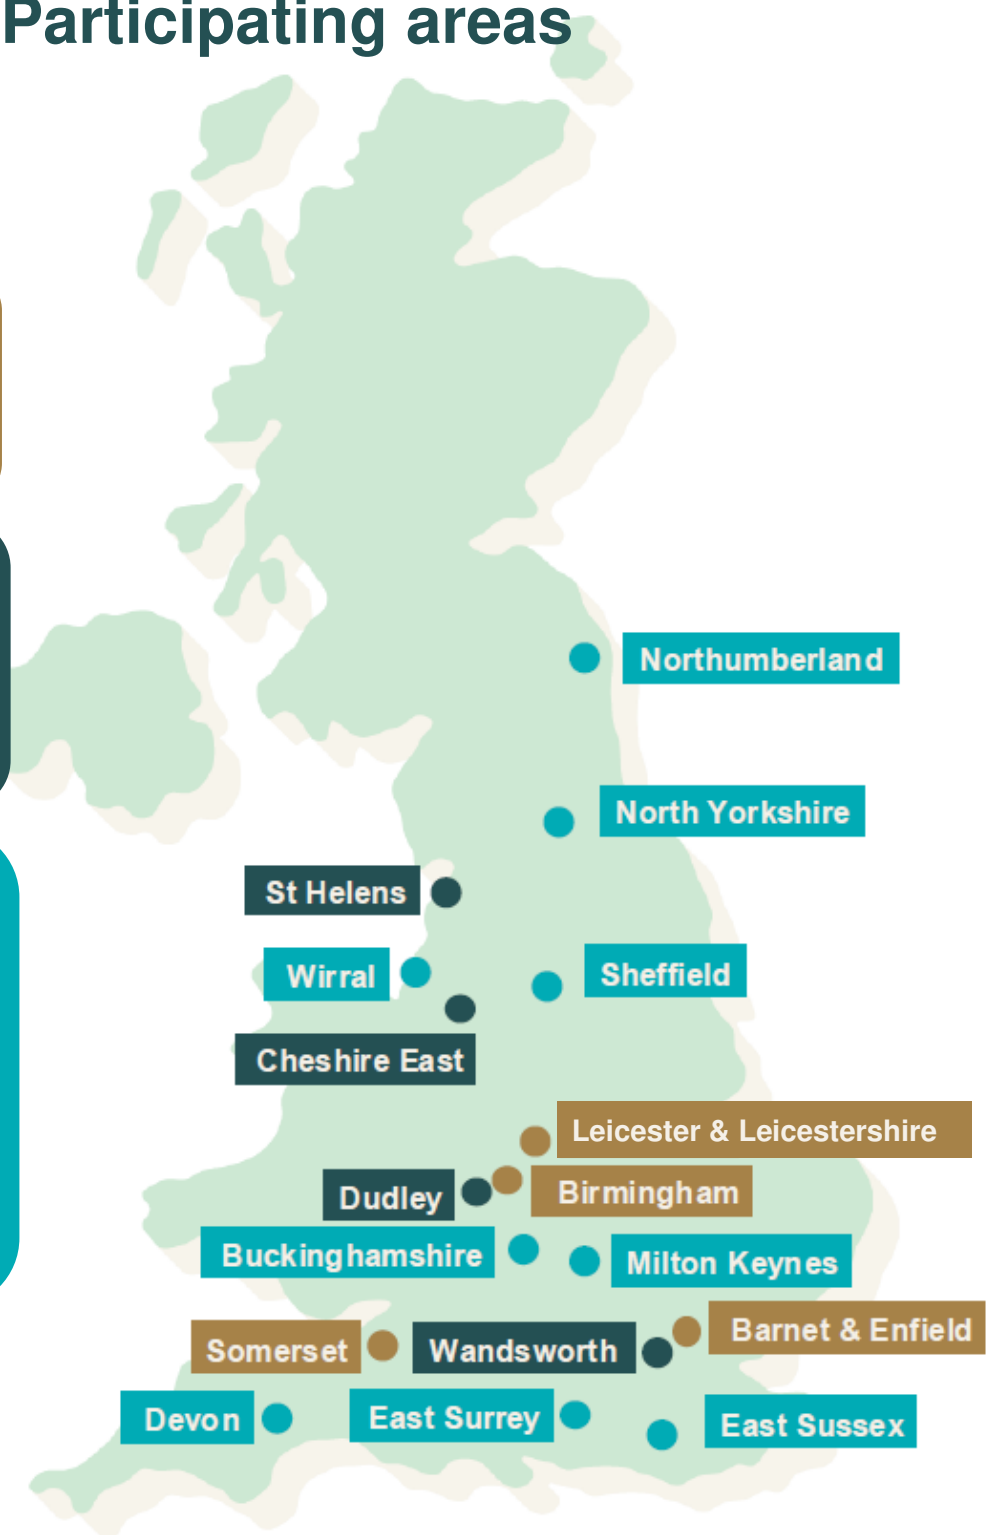 Participating areas
Northumberland
North Yorkshire
St Helens
Wirral
Sheffield
Cheshire East
Leicester & Leicestershire
Dudley
Birmingham
Buckinghamshire
Milton Keynes
Somerset
Wandsworth
Barnet & Enfield
Devon
East Surrey
East Sussex